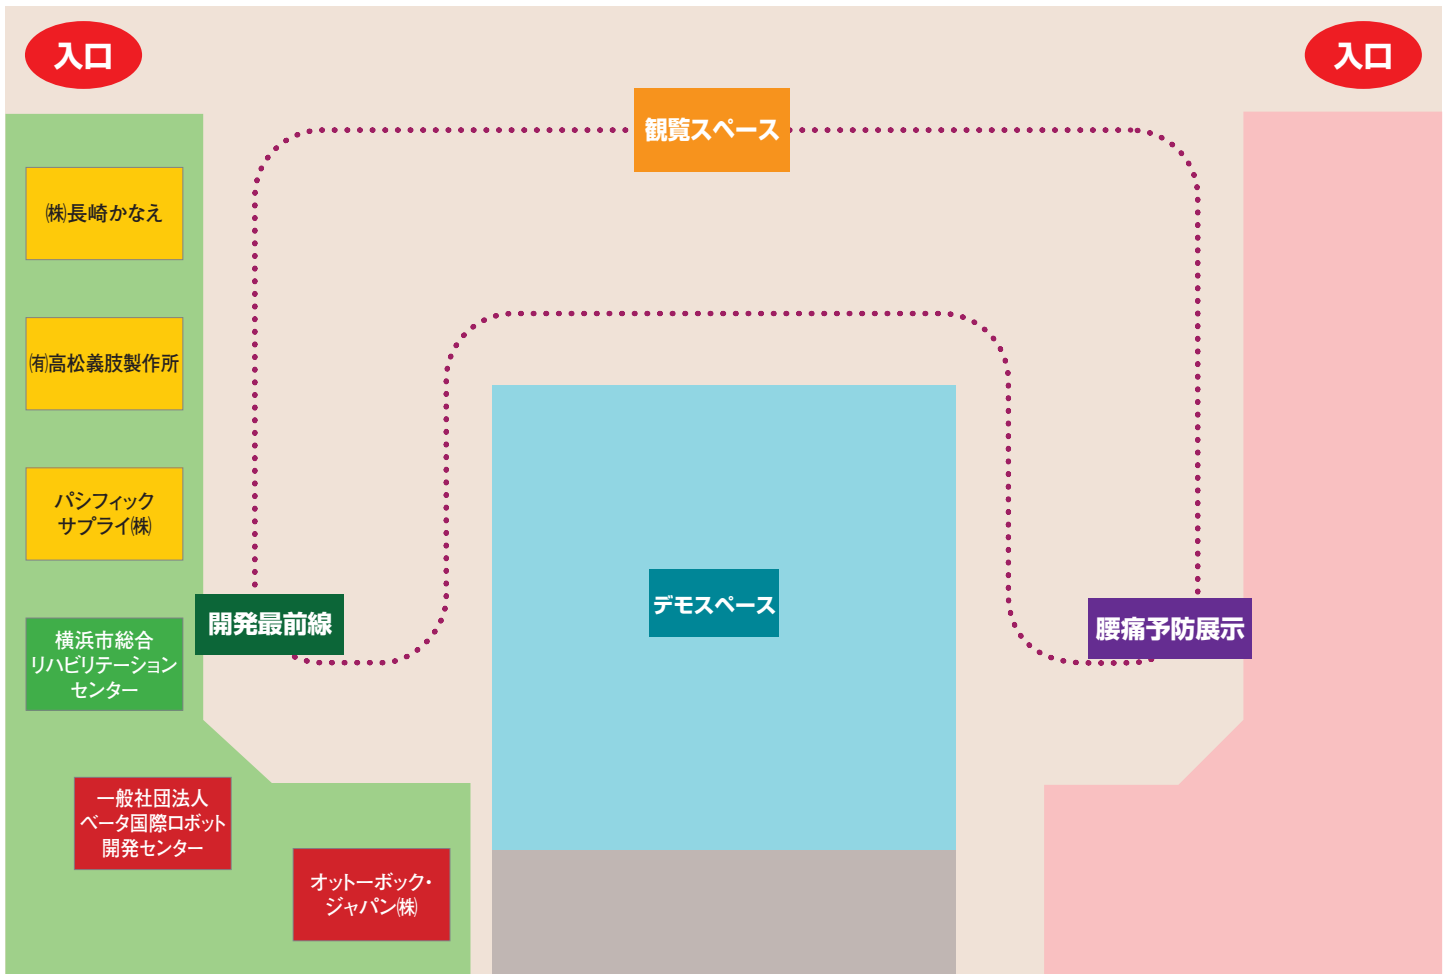 入口
入口
観覧スペース
㈱長崎かなえ
㈲高松義肢製作所
パシフィック
サプライ㈱
開発最前線
横浜市総合
リハビリテーション
センター
一般社団法人
ベータ国際ロボット
開発センター
オットーボック・
ジャパン㈱
デモスペース
腰痛予防展示